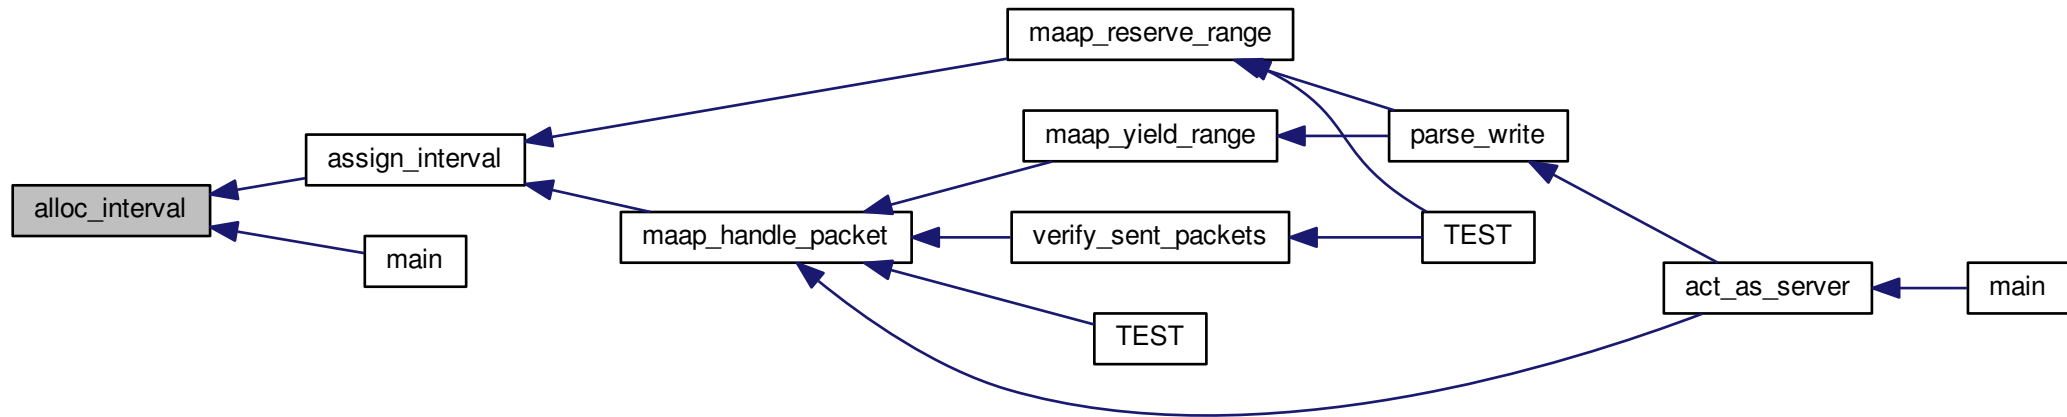 maap_reserve_range
maap_yield_range
parse_write
assign_interval
alloc_interval
maap_handle_packet
verify_sent_packets
TEST
main
act_as_server
main
TEST